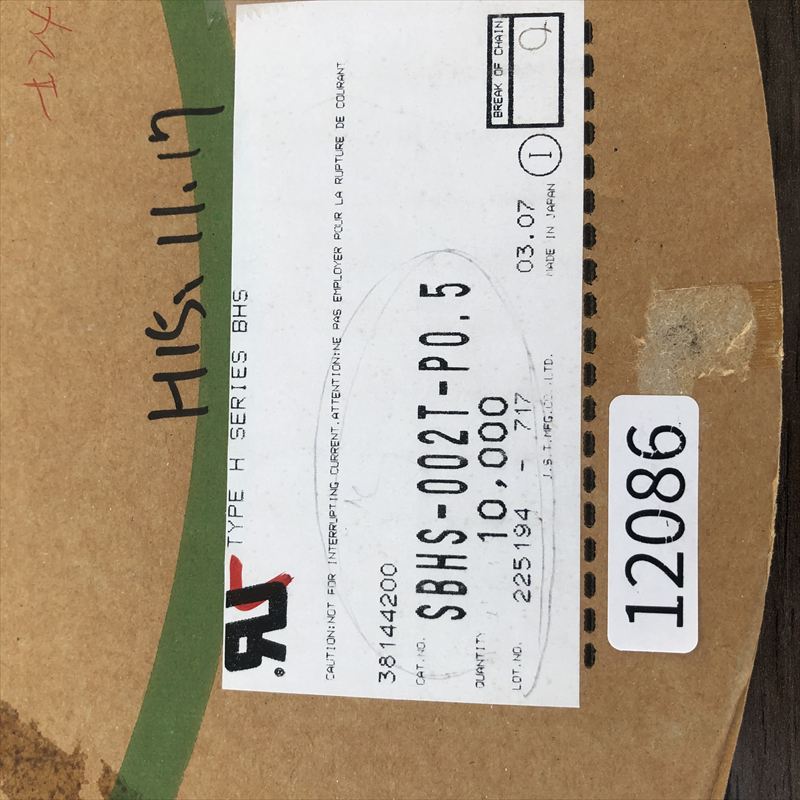 #24
H15, 11.17
TYPE H SERIES BHS
CAUTION:NOT FOR INTERRUPTING CURRENT.ATTENTION:NE PAS EMPLOYER POUR LA RUPTURE DE COURANT
38144200
CAT.NO. SBHS-002T-P0.5
QUANTITY 10,000
LOT.NO. 225194 - 717
03.07
I
J.S.T.MFG.CO.,LTD.
MADE IN JAPAN
BREAK OF CHAIN
12086